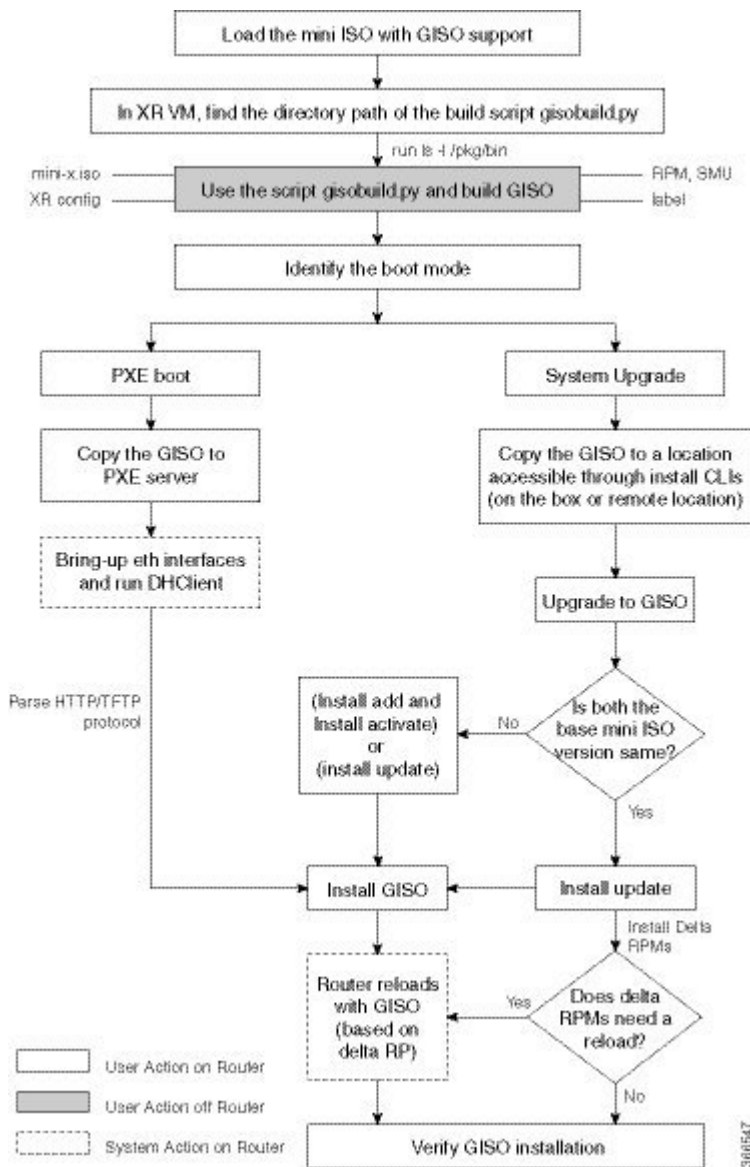 Load the mini ISO with GISO support
In XR VM, find the directory path of the build script gisobuild.py
run ls -l /pkg/bin
mini-x.iso
XR config
Use the script gisobuild.py and build GISO
RPM, SMU
label
Identify the boot mode
PXE boot
System Upgrade
Copy the GISO to
PXE server
Copy the GISO to a location
accessible through install CLIs
(on the box or remote location)
Bring-up eth interfaces
and run DHClient
Upgrade to GISO
Parse HTTP/TFTP
protocol
(Install add and
Install activate)
or
(install update)
No
Is both the
base mini ISO
version same?
Yes
Install GISO
Install update
Install Delta
RPMs
Router reloads
with GISO
(based on
delta RP)
Yes
Does delta
RPMs need a
reload?
No
User Action on Router
User Action off Router
System Action on Router
Verify GISO installation
366547